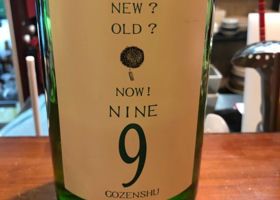 NEW ?
OLD ?
NOW!
NINE
9
GOZENSHU